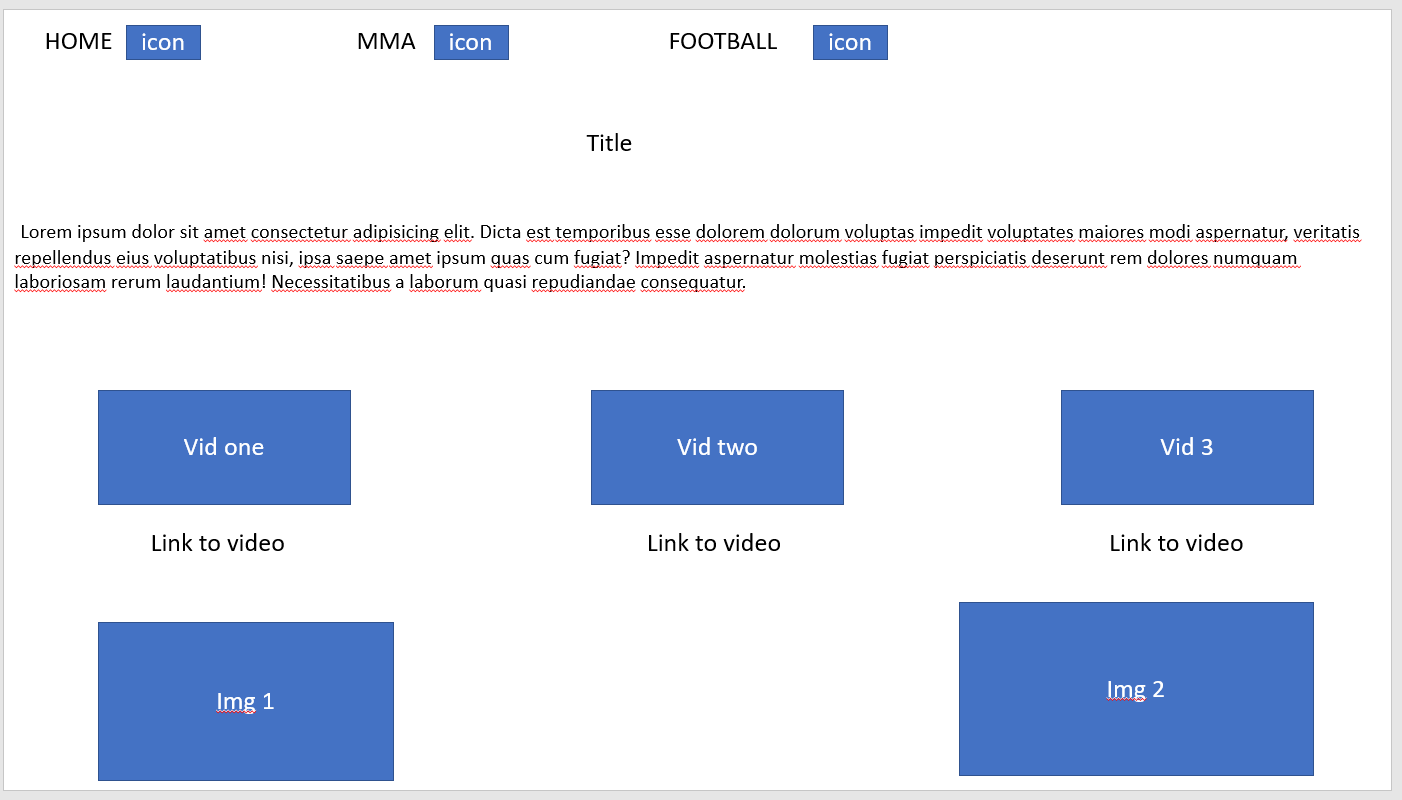 HOME icon MMA icon FOOTBALL icon
Title
Lorem ipsum dolor sit amet consectetur adipisicing elit. Dicta est temporibus esse dolorem dolorum voluptas impedit voluptates maiores modi aspernatur, veritatis
repellendus eius voluptatibus nisi, ipsa saepe amet ipsum quas cum fugiat? Impedit aspernatur molestias fugiat perspiciatis deserunt rem dolores numquam
laboriosam rerum laudantium! Necessitatibus a laborum quasi repudiandae consequatur.
Vid one Vid two Vid 3
Link to video Link to video Link to video
Img 1 Img 2